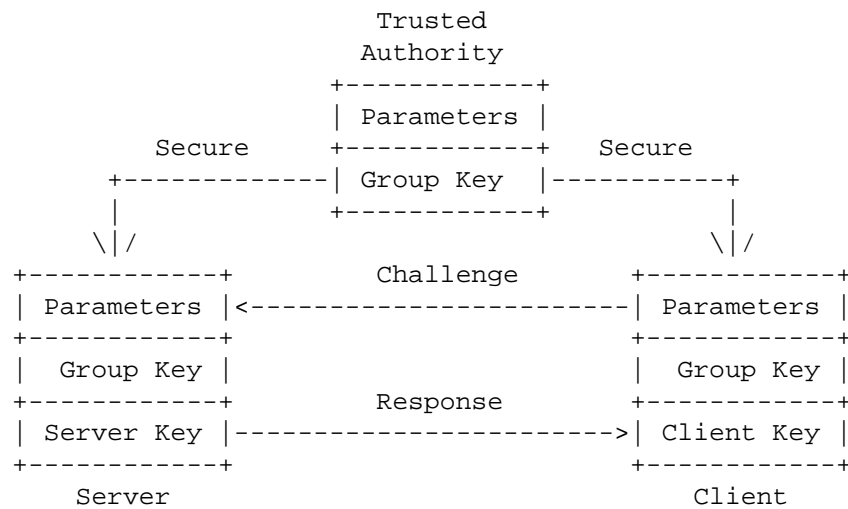 Trusted
Authority
+------------+
| Parameters |
Secure +------------+ Secure
+-------------| Group Key |-----------+
| +------------+ |
\|/ \|/
+------------+ Challenge +------------+
| Parameters |<------------------------| Parameters |
+------------+ +------------+
| Group Key | | Group Key |
+------------+ Response +------------+
| Server Key |------------------------>| Client Key |
+------------+ +------------+
Server Client